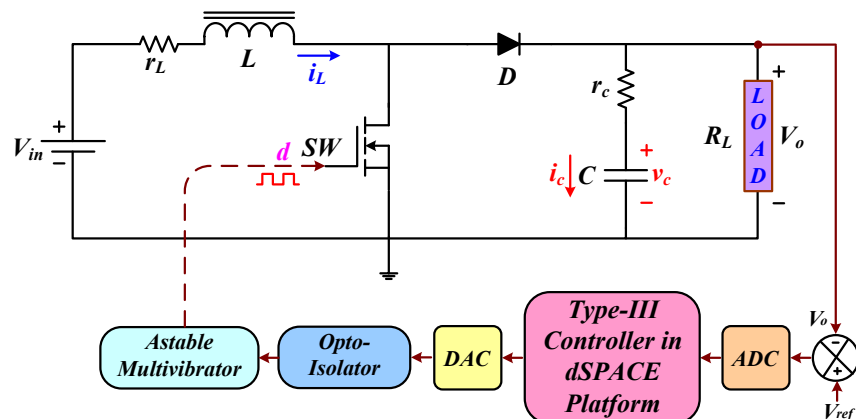 r_L
L
i_L
D
r_c
+
V_in
−
d
SW
i_c
C
+
v_c
−
R_L
LOAD
+
V_o
−
Astable
Multivibrator
Opto-
Isolator
DAC
Type-III
Controller in
dSPACE
Platform
ADC
V_o
-
+
V_ref